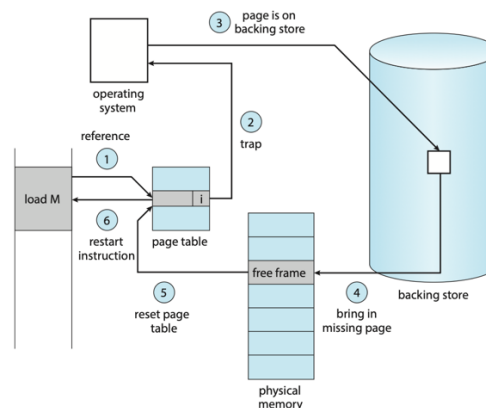 3
page is on
backing store
operating
system
reference
1
2
trap
load M
i
6
restart
instruction
page table
free frame
5
reset page
table
4
bring in
missing page
backing store
physical
memory